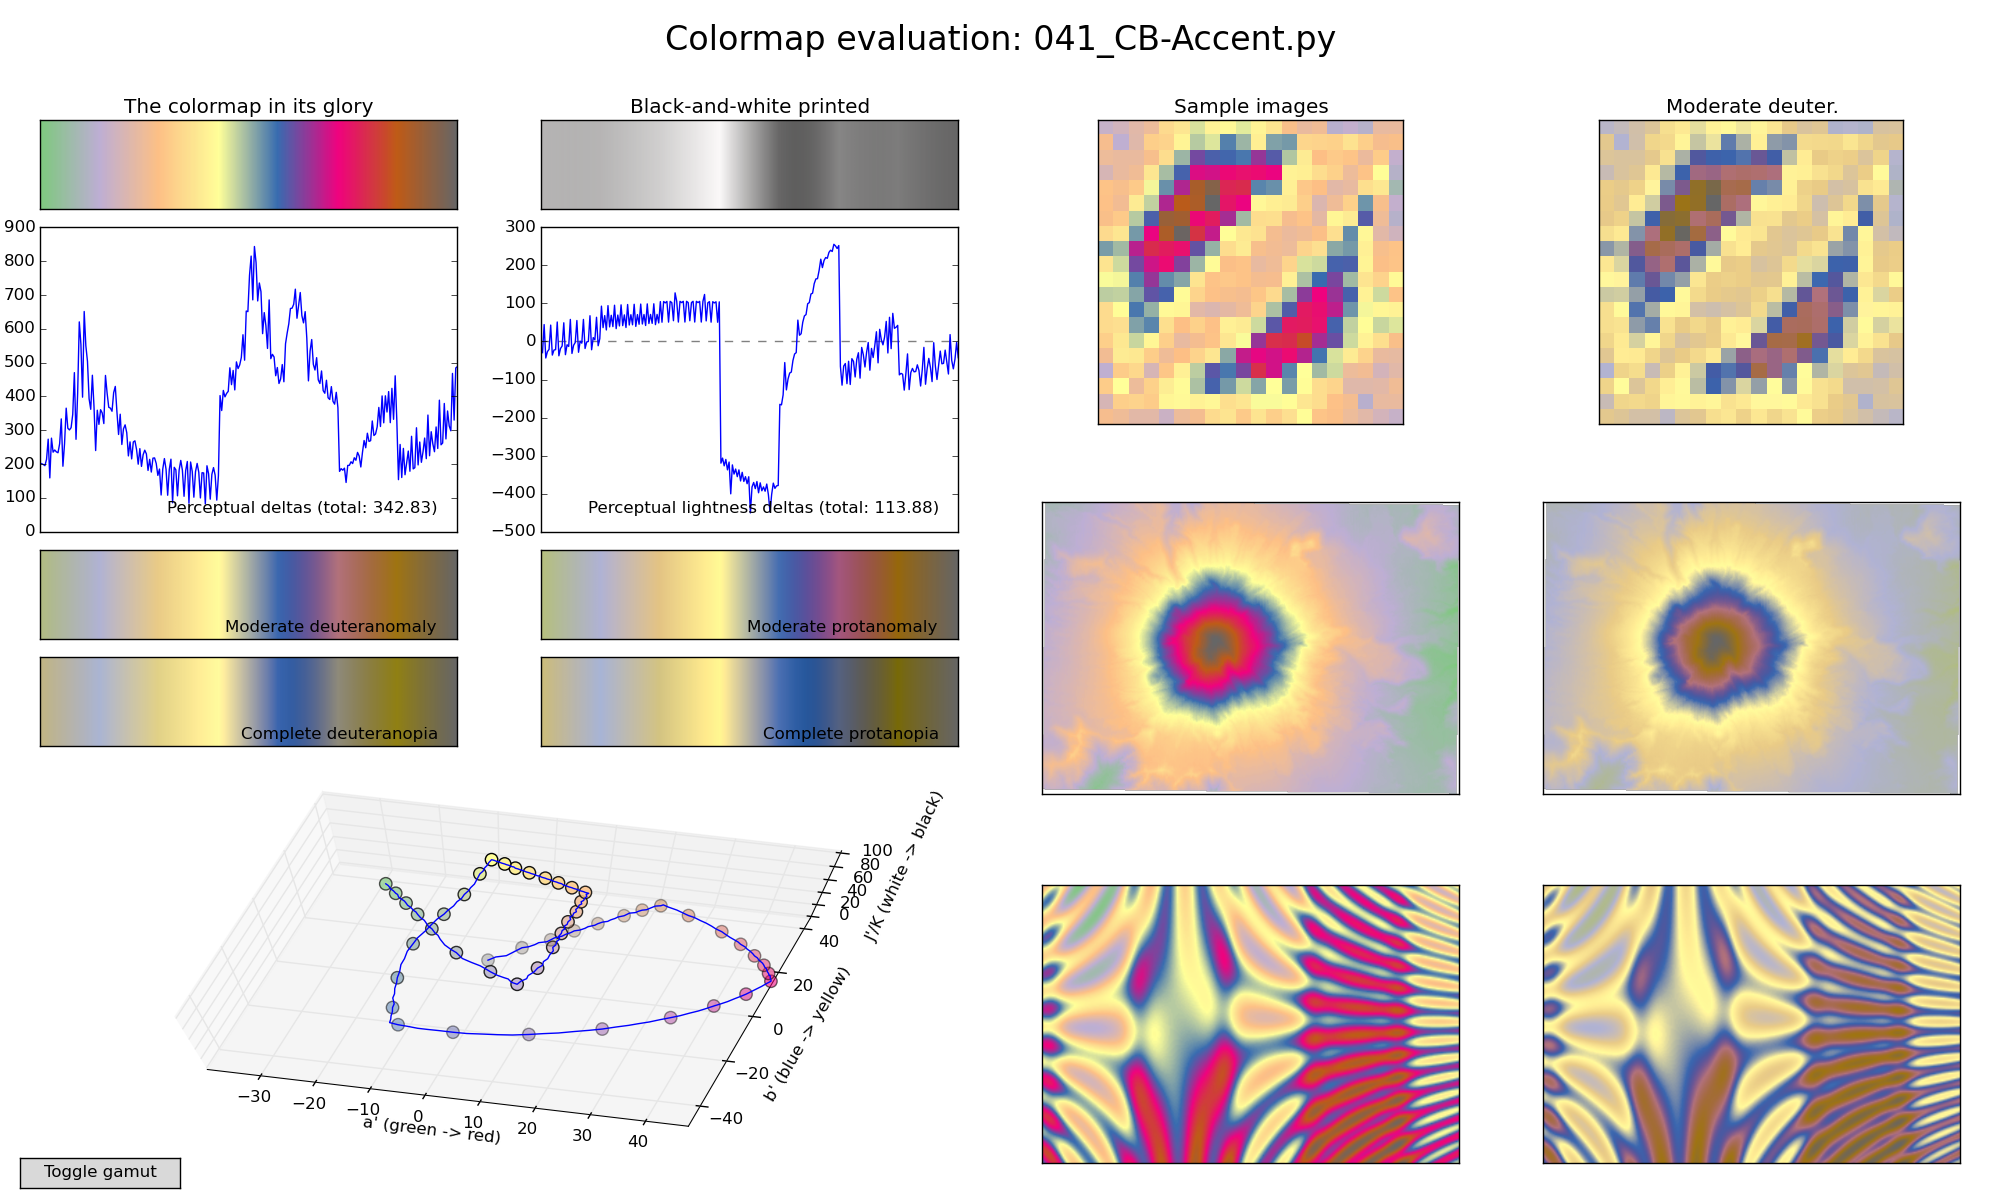 Colormap evaluation: 041_CB-Accent.py
The colormap in its glory
Black-and-white printed
Sample images
Moderate deuter.
900
800
700
600
500
400
300
200
100
0
Perceptual deltas (total: 342.83)
300
200
100
0
−100
−200
−300
−400
−500
Perceptual lightness deltas (total: 113.88)
Moderate deuteranomaly
Moderate protanomaly
Complete deuteranopia
Complete protanopia
−30
−20
−10
0
10
20
30
40
a' (green -> red)
−40
−20
0
20
40
b' (blue -> yellow)
0
20
40
60
80
100
J'/K (white -> black)
Toggle gamut